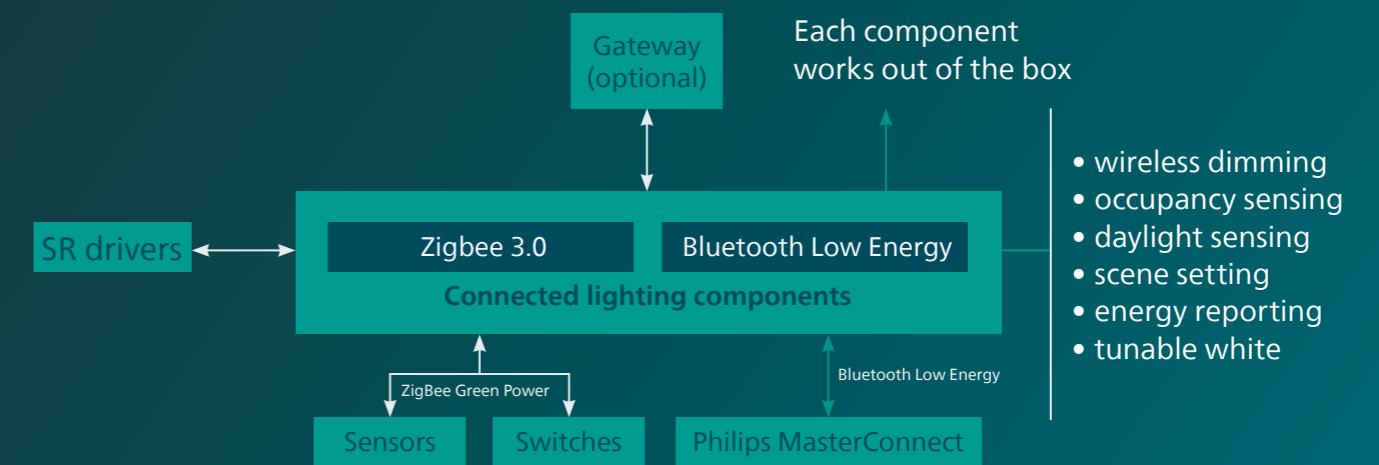 Gateway
(optional)
Each component
works out of the box
SR drivers
Zigbee 3.0
Bluetooth Low Energy
Connected lighting components
• wireless dimming
• occupancy sensing
• daylight sensing
• scene setting
• energy reporting
• tunable white
ZigBee Green Power
Bluetooth Low Energy
Sensors
Switches
Philips MasterConnect